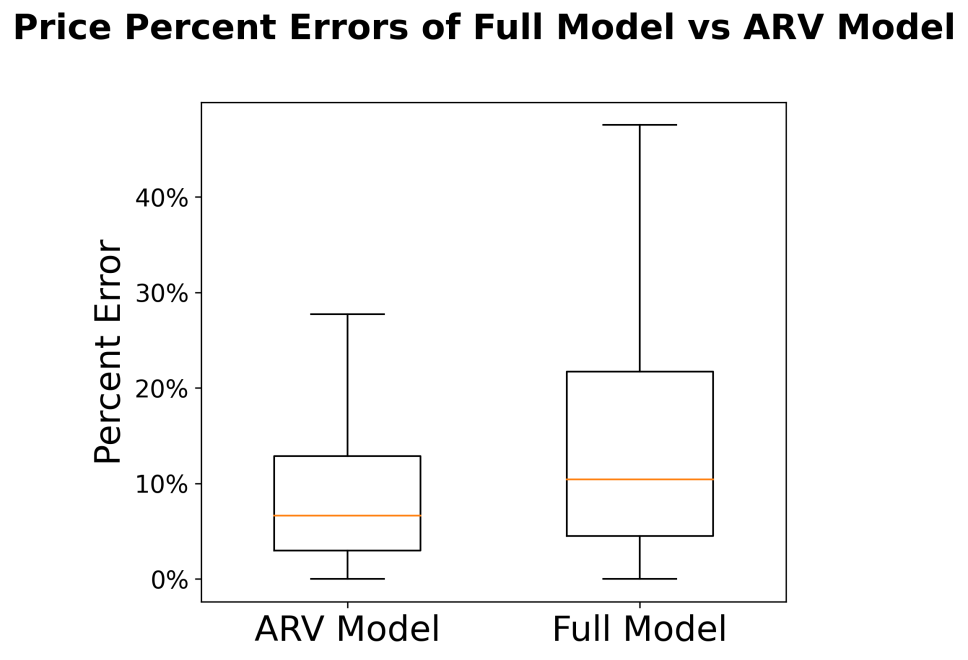 Price Percent Errors of Full Model vs ARV Model
Percent Error
40%
30%
20%
10%
0%
ARV Model
Full Model